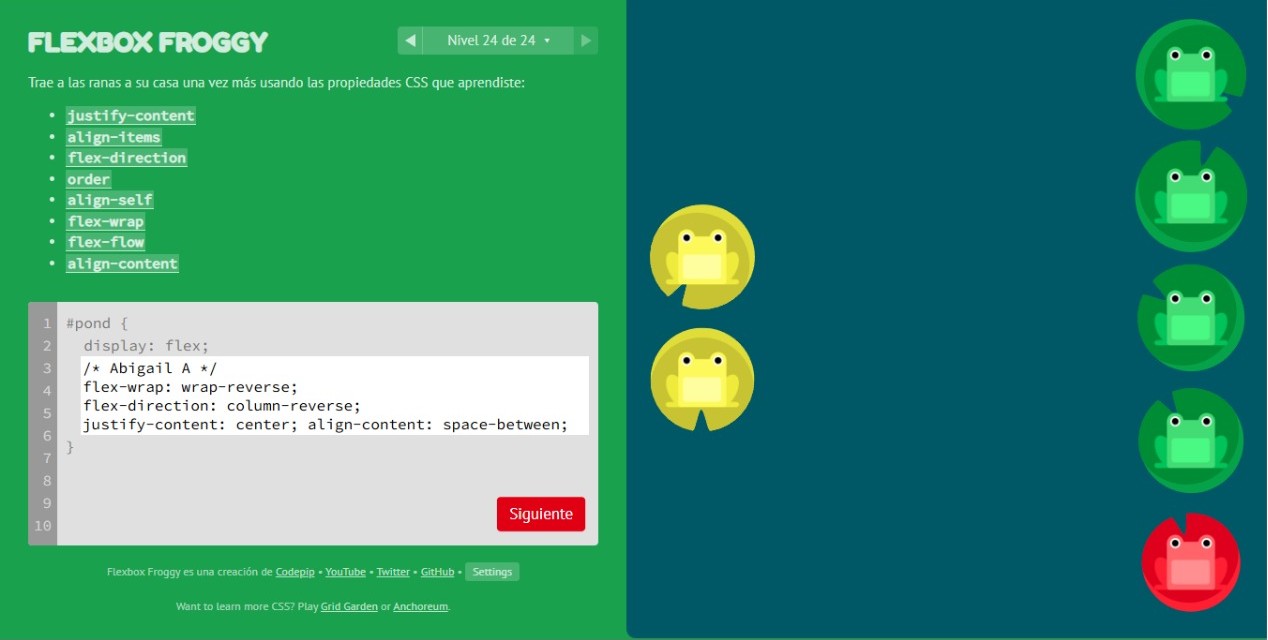 FLEXBOX FROGGY
◀ Nivel 24 de 24 ▾ ▶
Trae a las ranas a su casa una vez más usando las propiedades CSS que aprendiste:
• justify-content
• align-items
• flex-direction
• order
• align-self
• flex-wrap
• flex-flow
• align-content
1 #pond {
2 display: flex;
3 /* Abigail A */
4 flex-wrap: wrap-reverse;
5 flex-direction: column-reverse;
6 justify-content: center; align-content: space-between;
7 }
8
9
10
Siguiente
Flexbox Froggy es una creación de Codepip • YouTube • Twitter • GitHub • Settings
Want to learn more CSS? Play Grid Garden or Anchoreum.